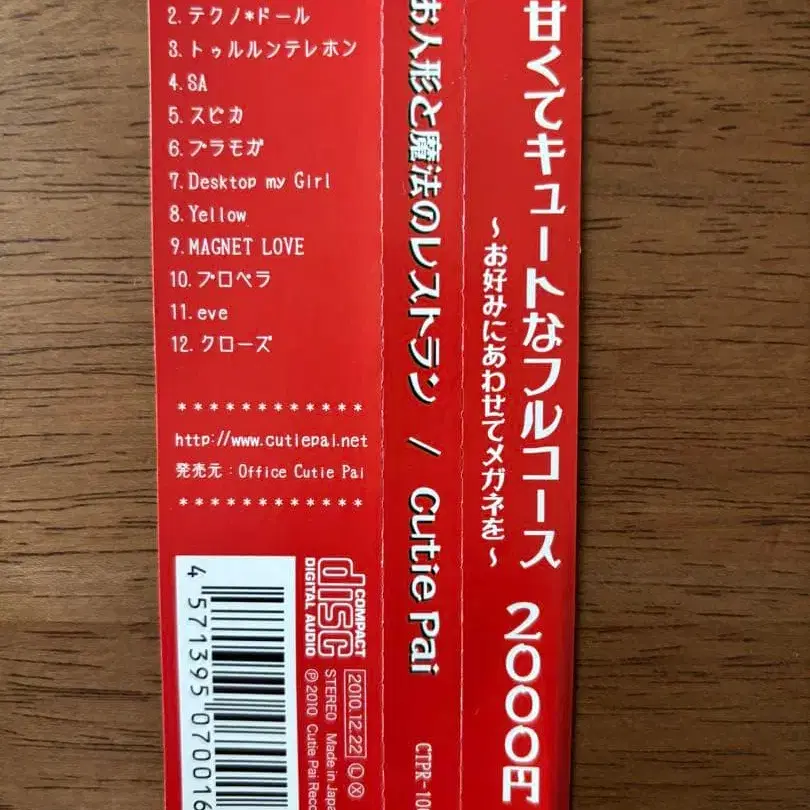 2.テクノ*ドール
3.トゥルルンテレホン
4.SA
5.スピカ
6.プラモガ
7.Desktop my Girl
8.Yellow
9.MAGNET LOVE
10.プロペラ
11.eve
12.クローズ
************
http://www.cutiepai.net
発売元：Office Cutie Pai
************
4 571395 070016
COMPACT
disc
DIGITAL AUDIO
2010.12.22 Ⓛ Ⓧ
STEREO Made in Japan
Ⓟ2010 Cutie Pai
お人形と魔法のレストラン / Cutie Pai
甘くてキュートなフルコース 2000円
～お好みにあわせてメガネを～